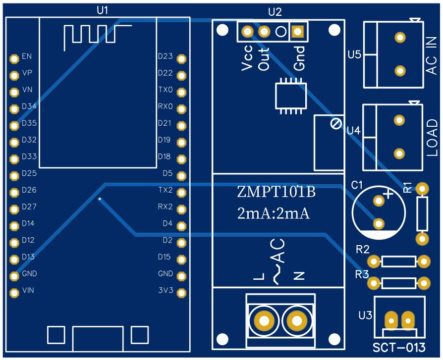 U1
EN
VP
VN
D34
D35
D32
D33
D25
D26
D27
D14
D12
D13
GND
VIN
D23
D22
TX0
RX0
D21
D19
D18
D5
TX2
RX2
D4
D2
D15
GND
3V3
U2
Vcc
Out
Gnd
ZMPT101B
2mA:2mA
~AC
L N
U5
AC IN
U4
LOAD
C1
+
R1
R2
R3
U3
SCT-013